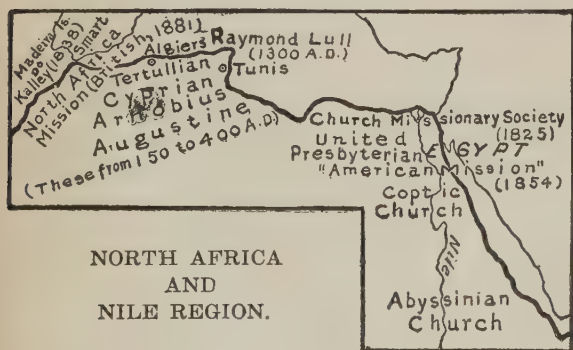 Madeira Is.
Kalley (1838)
Smart
North Africa
Mission (British, 1881)
Algiers
Raymond Lull
(1300 A.D.)
Tunis
Tertullian
Cyprian
Arnobius
Augustine
(These from 150 to 400 A.D.)
Church Missionary Society
(1825)
United
Presbyterian
EGYPT
"American Mission"
(1854)
Coptic
Church
Nile
Abyssinian
Church
NORTH AFRICA
AND
NILE REGION.